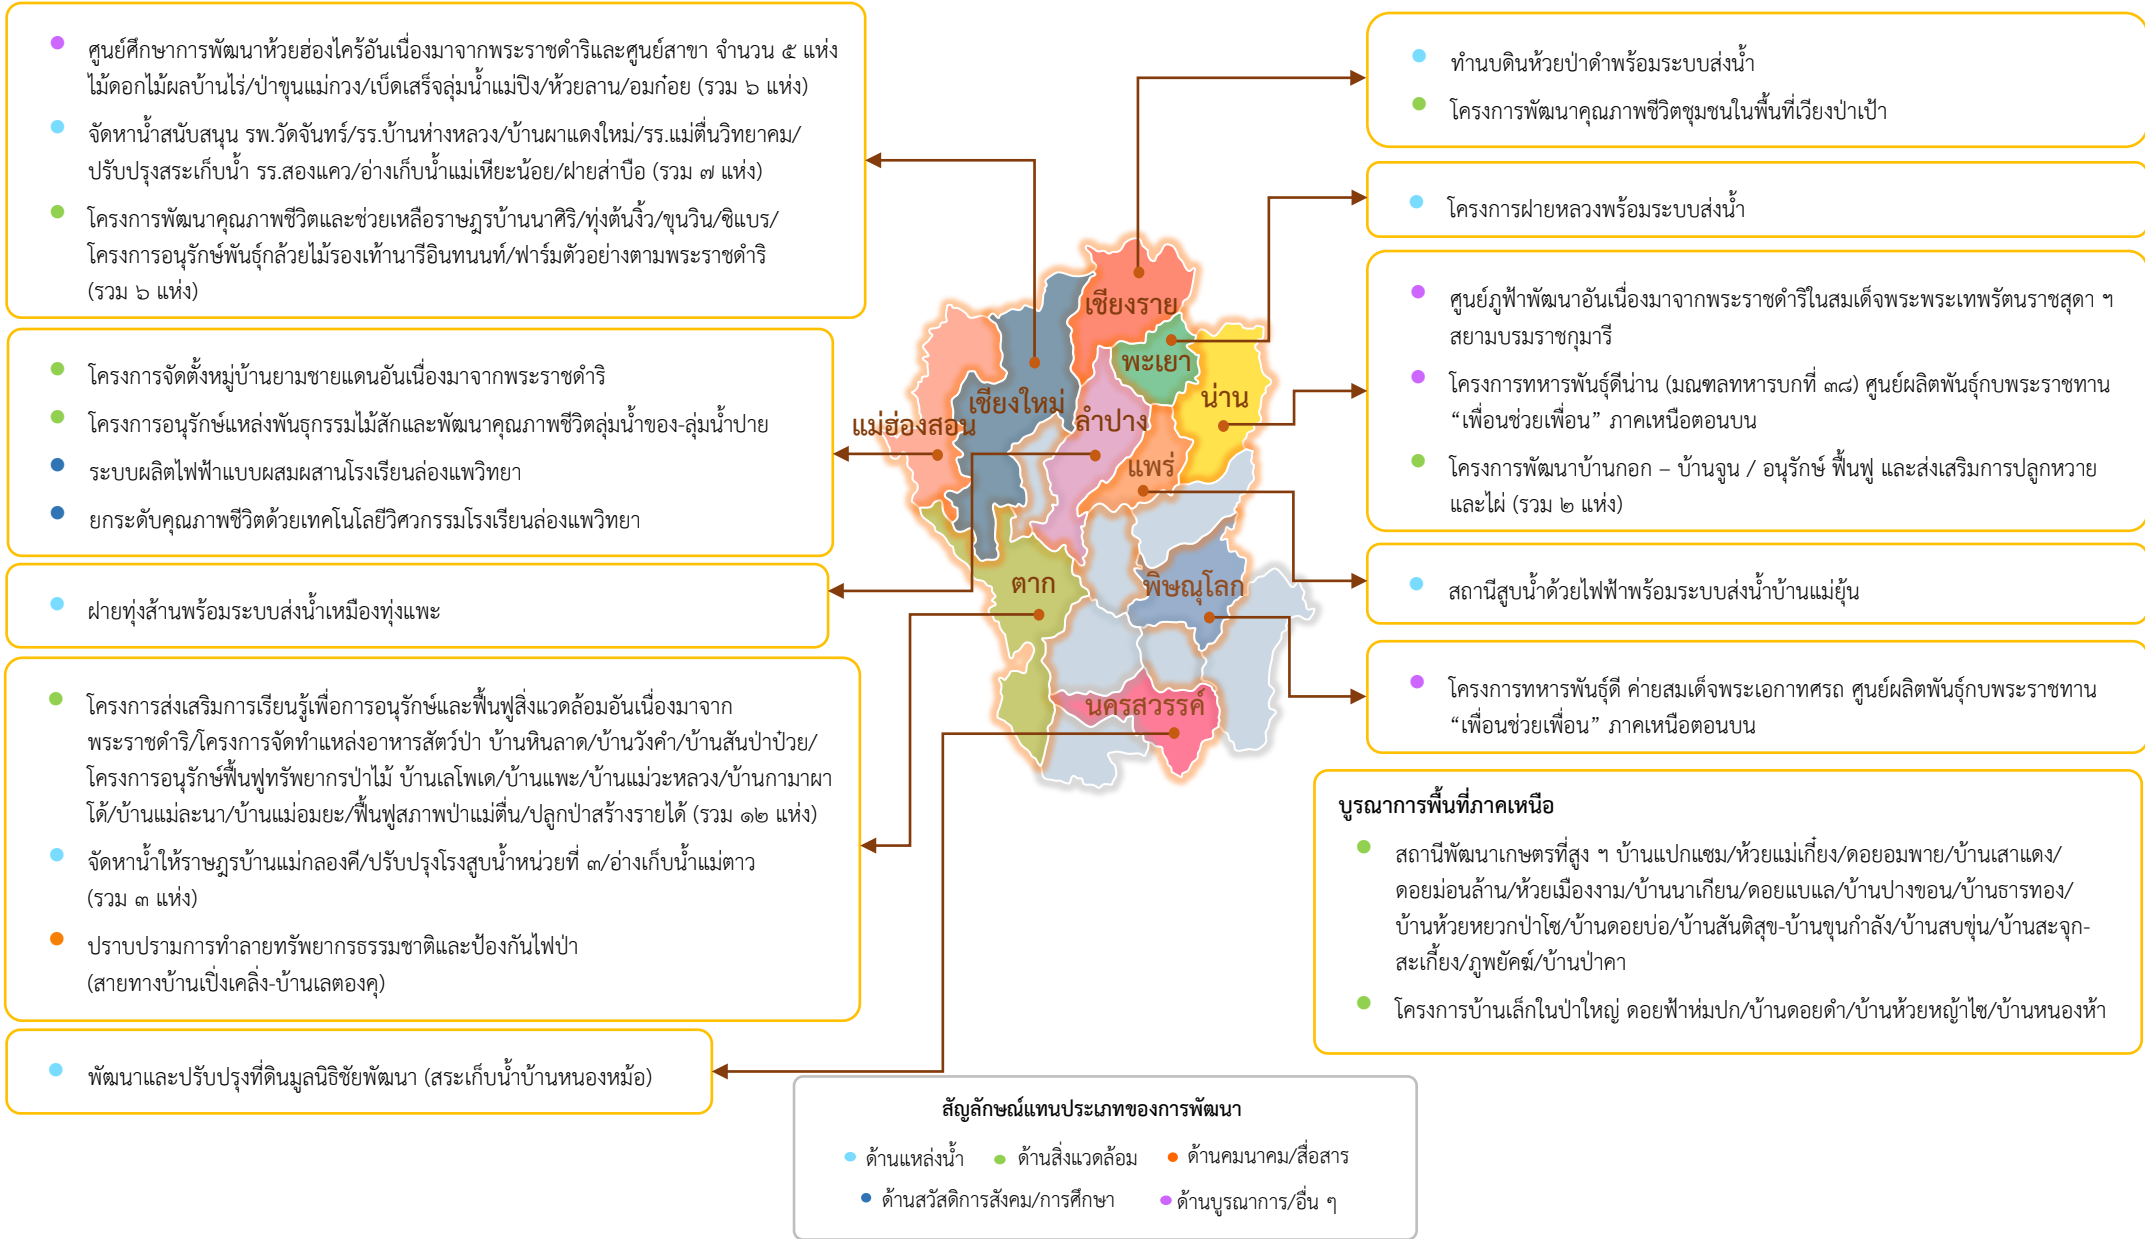 ศูนย์ศึกษาการพัฒนาห้วยฮ่องไคร้อันเนื่องมาจากพระราชดำริและศูนย์สาขา จำนวน ๕ แห่ง
ไม้ดอกไม้ผลบ้านไร่/ป่าขุนแม่กวง/เบ็ดเสร็จลุ่มน้ำแม่ปิง/ห้วยลาน/อมก๋อย (รวม ๖ แห่ง)
จัดหาน้ำสนับสนุน รพ.วัดจันทร์/รร.บ้านห่างหลวง/บ้านผาแดงใหม่/รร.แม่ตื่นวิทยาคม/
ปรับปรุงสระเก็บน้ำ รร.สองแคว/อ่างเก็บน้ำแม่เหียะน้อย/ฝายส่าบือ (รวม ๗ แห่ง)
โครงการพัฒนาคุณภาพชีวิตและช่วยเหลือราษฎรบ้านนาศิริ/ทุ่งต้นงิ้ว/ขุนวิน/ซิแบร/
โครงการอนุรักษ์พันธุ์กล้วยไม้รองเท้านารีอินทนนท์/ฟาร์มตัวอย่างตามพระราชดำริ
(รวม ๖ แห่ง)
โครงการจัดตั้งหมู่บ้านยามชายแดนอันเนื่องมาจากพระราชดำริ
โครงการอนุรักษ์แหล่งพันธุกรรมไม้สักและพัฒนาคุณภาพชีวิตลุ่มน้ำของ-ลุ่มน้ำปาย
ระบบผลิตไฟฟ้าแบบผสมผสานโรงเรียนล่องแพวิทยา
ยกระดับคุณภาพชีวิตด้วยเทคโนโลยีวิศวกรรมโรงเรียนล่องแพวิทยา
ฝายทุ่งส้านพร้อมระบบส่งน้ำเหมืองทุ่งแพะ
โครงการส่งเสริมการเรียนรู้เพื่อการอนุรักษ์และฟื้นฟูสิ่งแวดล้อมอันเนื่องมาจาก
พระราชดำริ/โครงการจัดทำแหล่งอาหารสัตว์ป่า บ้านหินลาด/บ้านวังคำ/บ้านสันป่าป๋วย/
โครงการอนุรักษ์ฟื้นฟูทรัพยากรป่าไม้ บ้านเลโพเด/บ้านแพะ/บ้านแม่วะหลวง/บ้านกามาผา
โด้/บ้านแม่ละนา/บ้านแม่อมยะ/ฟื้นฟูสภาพป่าแม่ตื่น/ปลูกป่าสร้างรายได้ (รวม ๑๒ แห่ง)
จัดหาน้ำให้ราษฎรบ้านแม่กลองคี/ปรับปรุงโรงสูบน้ำหน่วยที่ ๓/อ่างเก็บน้ำแม่ตาว
(รวม ๓ แห่ง)
ปราบปรามการทำลายทรัพยากรธรรมชาติและป้องกันไฟป่า
(สายทางบ้านเปิ่งเคลิ่ง-บ้านเลตองคุ)
พัฒนาและปรับปรุงที่ดินมูลนิธิชัยพัฒนา (สระเก็บน้ำบ้านหนองหม้อ)
เชียงราย
พะเยา
น่าน
เชียงใหม่
ลำปาง
แม่ฮ่องสอน
แพร่
ตาก
พิษณุโลก
นครสวรรค์
ทำนบดินห้วยป่าดำพร้อมระบบส่งน้ำ
โครงการพัฒนาคุณภาพชีวิตชุมชนในพื้นที่เวียงป่าเป้า
โครงการฝายหลวงพร้อมระบบส่งน้ำ
ศูนย์ภูฟ้าพัฒนาอันเนื่องมาจากพระราชดำริในสมเด็จพระพระเทพรัตนราชสุดา ฯ
สยามบรมราชกุมารี
โครงการทหารพันธุ์ดีน่าน (มณฑลทหารบกที่ ๓๘) ศูนย์ผลิตพันธุ์กบพระราชทาน
“เพื่อนช่วยเพื่อน” ภาคเหนือตอนบน
โครงการพัฒนาบ้านกอก – บ้านจูน / อนุรักษ์ ฟื้นฟู และส่งเสริมการปลูกหวาย
และไผ่ (รวม ๒ แห่ง)
สถานีสูบน้ำด้วยไฟฟ้าพร้อมระบบส่งน้ำบ้านแม่ยุ้น
โครงการทหารพันธุ์ดี ค่ายสมเด็จพระเอกาทศรถ ศูนย์ผลิตพันธุ์กบพระราชทาน
“เพื่อนช่วยเพื่อน” ภาคเหนือตอนบน
บูรณาการพื้นที่ภาคเหนือ
สถานีพัฒนาเกษตรที่สูง ฯ บ้านแปกแซม/ห้วยแม่เกี๋ยง/ดอยอมพาย/บ้านเสาแดง/
ดอยม่อนล้าน/ห้วยเมืองงาม/บ้านนาเกียน/ดอยแบแล/บ้านปางขอน/บ้านธารทอง/
บ้านห้วยหยวกป่าโซ/บ้านดอยบ่อ/บ้านสันติสุข-บ้านขุนกำลัง/บ้านสบขุ่น/บ้านสะจุก-
สะเกี้ยง/ภูพยัคฆ์/บ้านป่าคา
โครงการบ้านเล็กในป่าใหญ่ ดอยฟ้าห่มปก/บ้านดอยดำ/บ้านห้วยหญ้าไซ/บ้านหนองห้า
สัญลักษณ์แทนประเภทของการพัฒนา
ด้านแหล่งน้ำ ด้านสิ่งแวดล้อม ด้านคมนาคม/สื่อสาร
ด้านสวัสดิการสังคม/การศึกษา ด้านบูรณาการ/อื่น ๆ